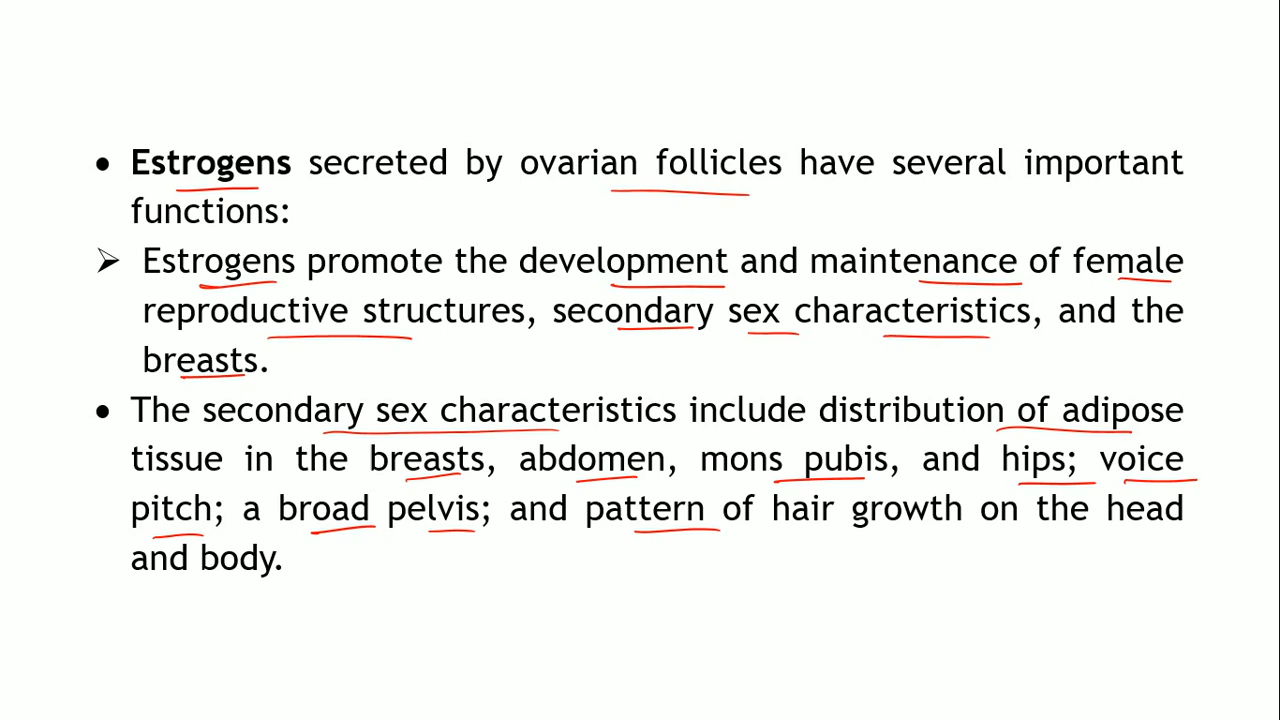 • Estrogens secreted by ovarian follicles have several important
functions:
➢ Estrogens promote the development and maintenance of female
reproductive structures, secondary sex characteristics, and the
breasts.
• The secondary sex characteristics include distribution of adipose
tissue in the breasts, abdomen, mons pubis, and hips; voice
pitch; a broad pelvis; and pattern of hair growth on the head
and body.